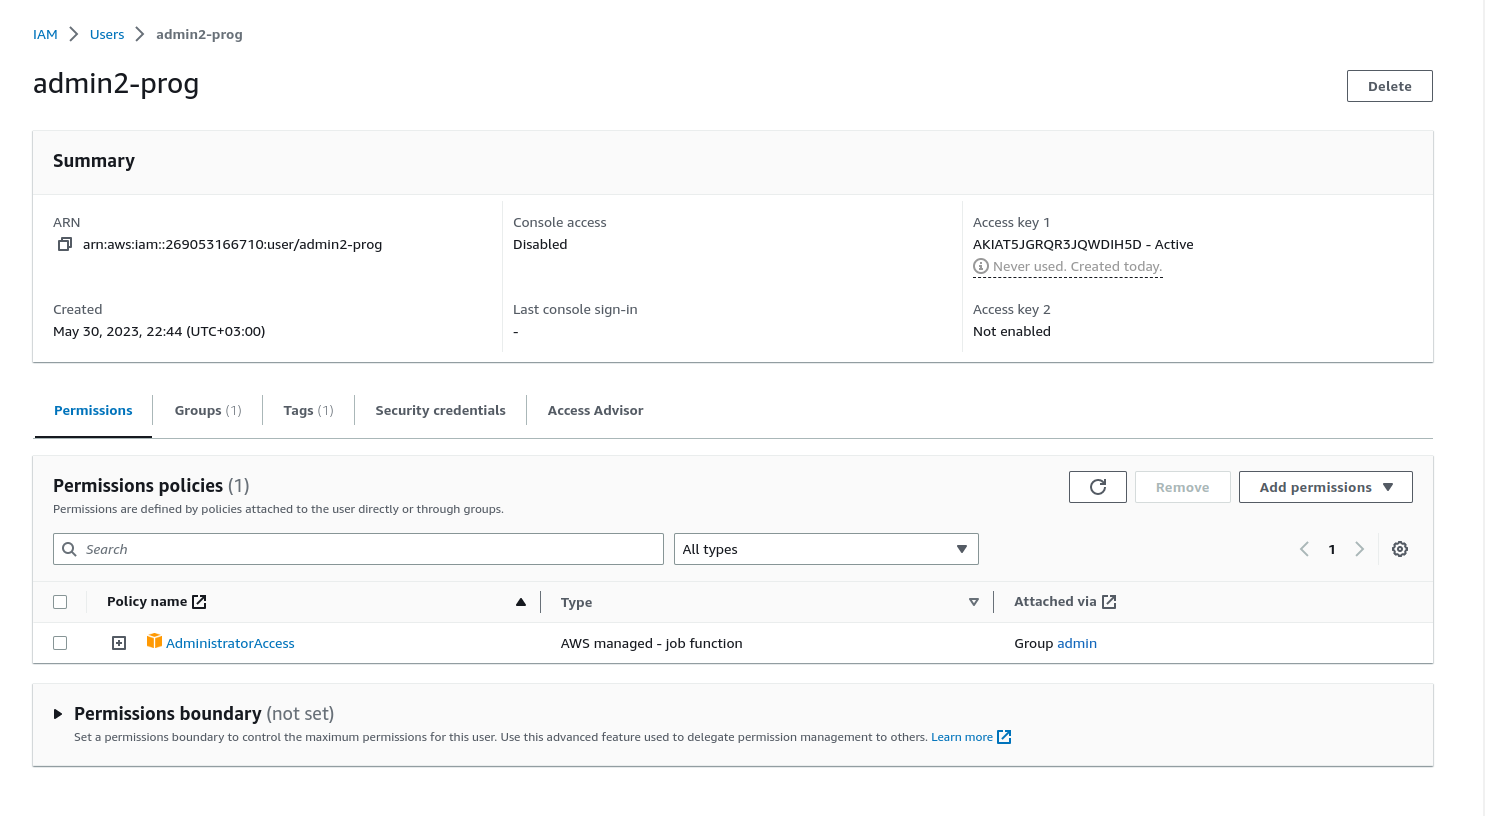 IAM > Users > admin2-prog
admin2-prog
Delete
Summary
ARN
arn:aws:iam::269053166710:user/admin2-prog
Console access
Disabled
Access key 1
AKIAT5JGRQR3JQWDIH5D - Active
Never used. Created today.
Created
May 30, 2023, 22:44 (UTC+03:00)
Last console sign-in
-
Access key 2
Not enabled
Permissions
Groups (1)
Tags (1)
Security credentials
Access Advisor
Permissions policies (1)
Permissions are defined by policies attached to the user directly or through groups.
Remove
Add permissions
Search
All types
1
Policy name
Type
Attached via
AdministratorAccess
AWS managed - job function
Group admin
Permissions boundary (not set)
Set a permissions boundary to control the maximum permissions for this user. Use this advanced feature used to delegate permission management to others. Learn more